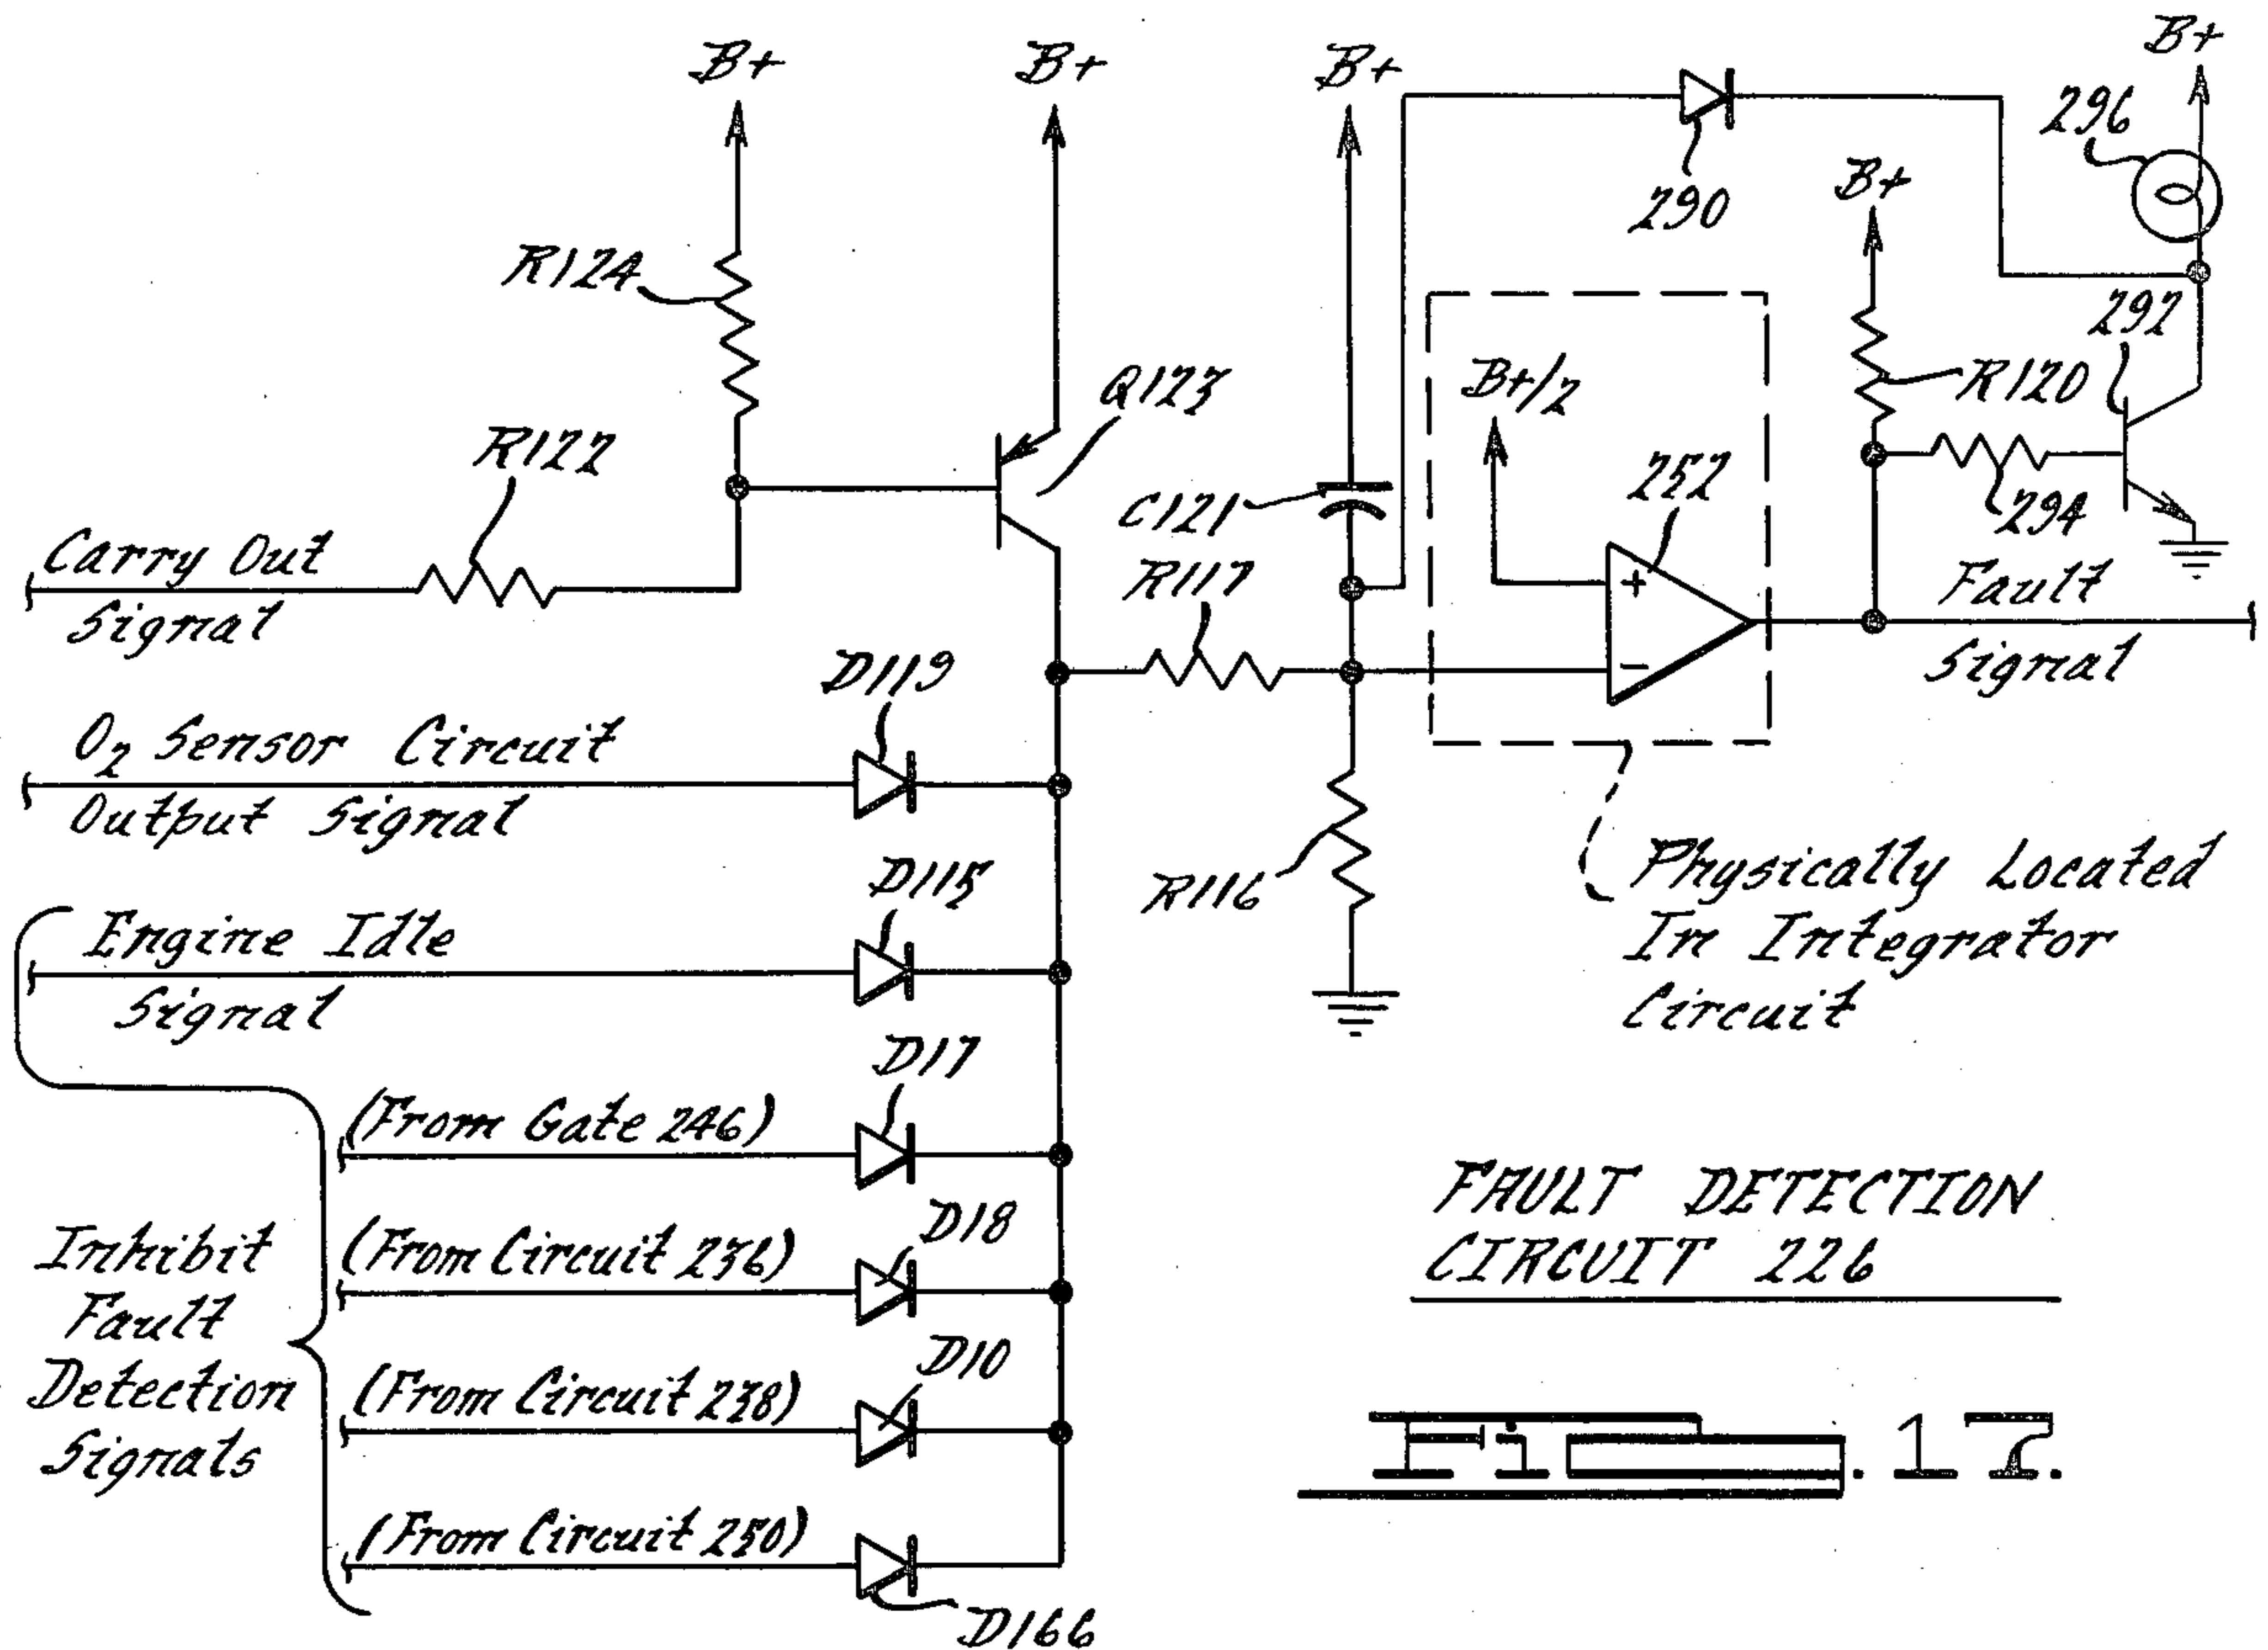 B+
B+
B+
B+
296
B+
290
R124
292
B+/2
R120
Q123
R122
252
C121
294
Carry Out
Signal
R117
Fault
Signal
D119
O2 Sensor Circuit
Output Signal
D115
R116
Physically Located
In Integrator
Circuit
Engine Idle
Signal
D17
(From Gate 246)
D18
(From Circuit 236)
Inhibit
Fault
Detection
Signals
D10
(From Circuit 238)
(From Circuit 250)
D166
+
−
FAULT DETECTION
CIRCUIT 226
Fig. 17.